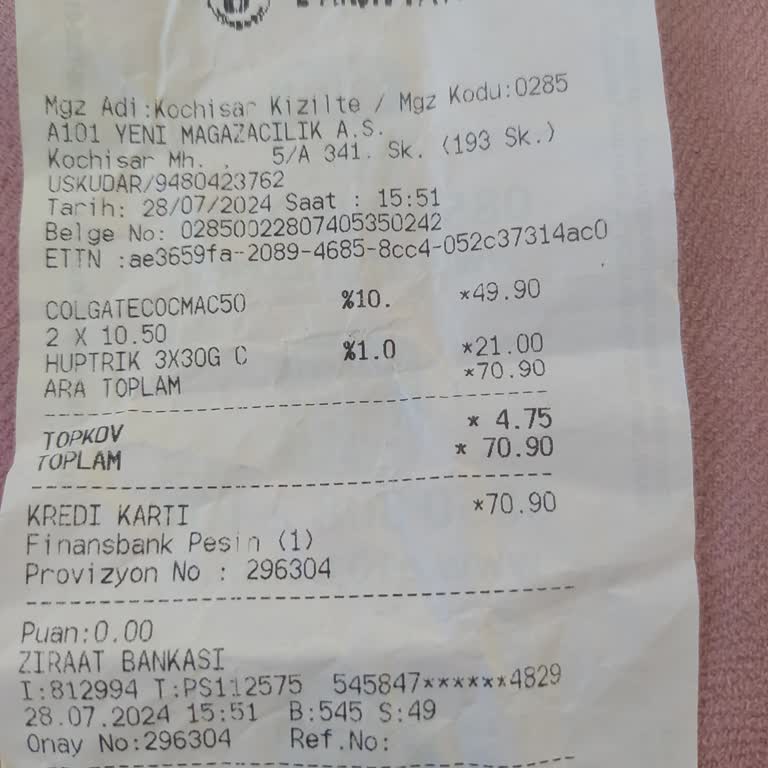 Mgz Adi:Kochisar Kizilte / Mgz Kodu:0285
A101 YENI MAGAZACILIK A.S.
Kochisar Mh. , 5/A 341. Sk. (193 Sk.)
USKUDAR/9480423762
Tarih: 28/07/2024 Saat : 15:51
Belge No: 0285002280740535​0242
ETTN :ae3659fa-2089-4685-8cc4-052c37314ac0
COLGATECOCMAC50 %10. *49.90
2 X 10.50
HUPTRIK 3X30G C %1.0 *21.00
ARA TOPLAM *70.90
TOPKDV * 4.75
TOPLAM * 70.90
KREDI KARTI *70.90
Finansbank Pesin (1)
Provizyon No : 296304
Puan:0.00
ZIRAAT BANKASI
I:812994 T:PS112575 545847******4829
28.07.2024 15:51 B:545 S:49
Onay No:296304 Ref.No: